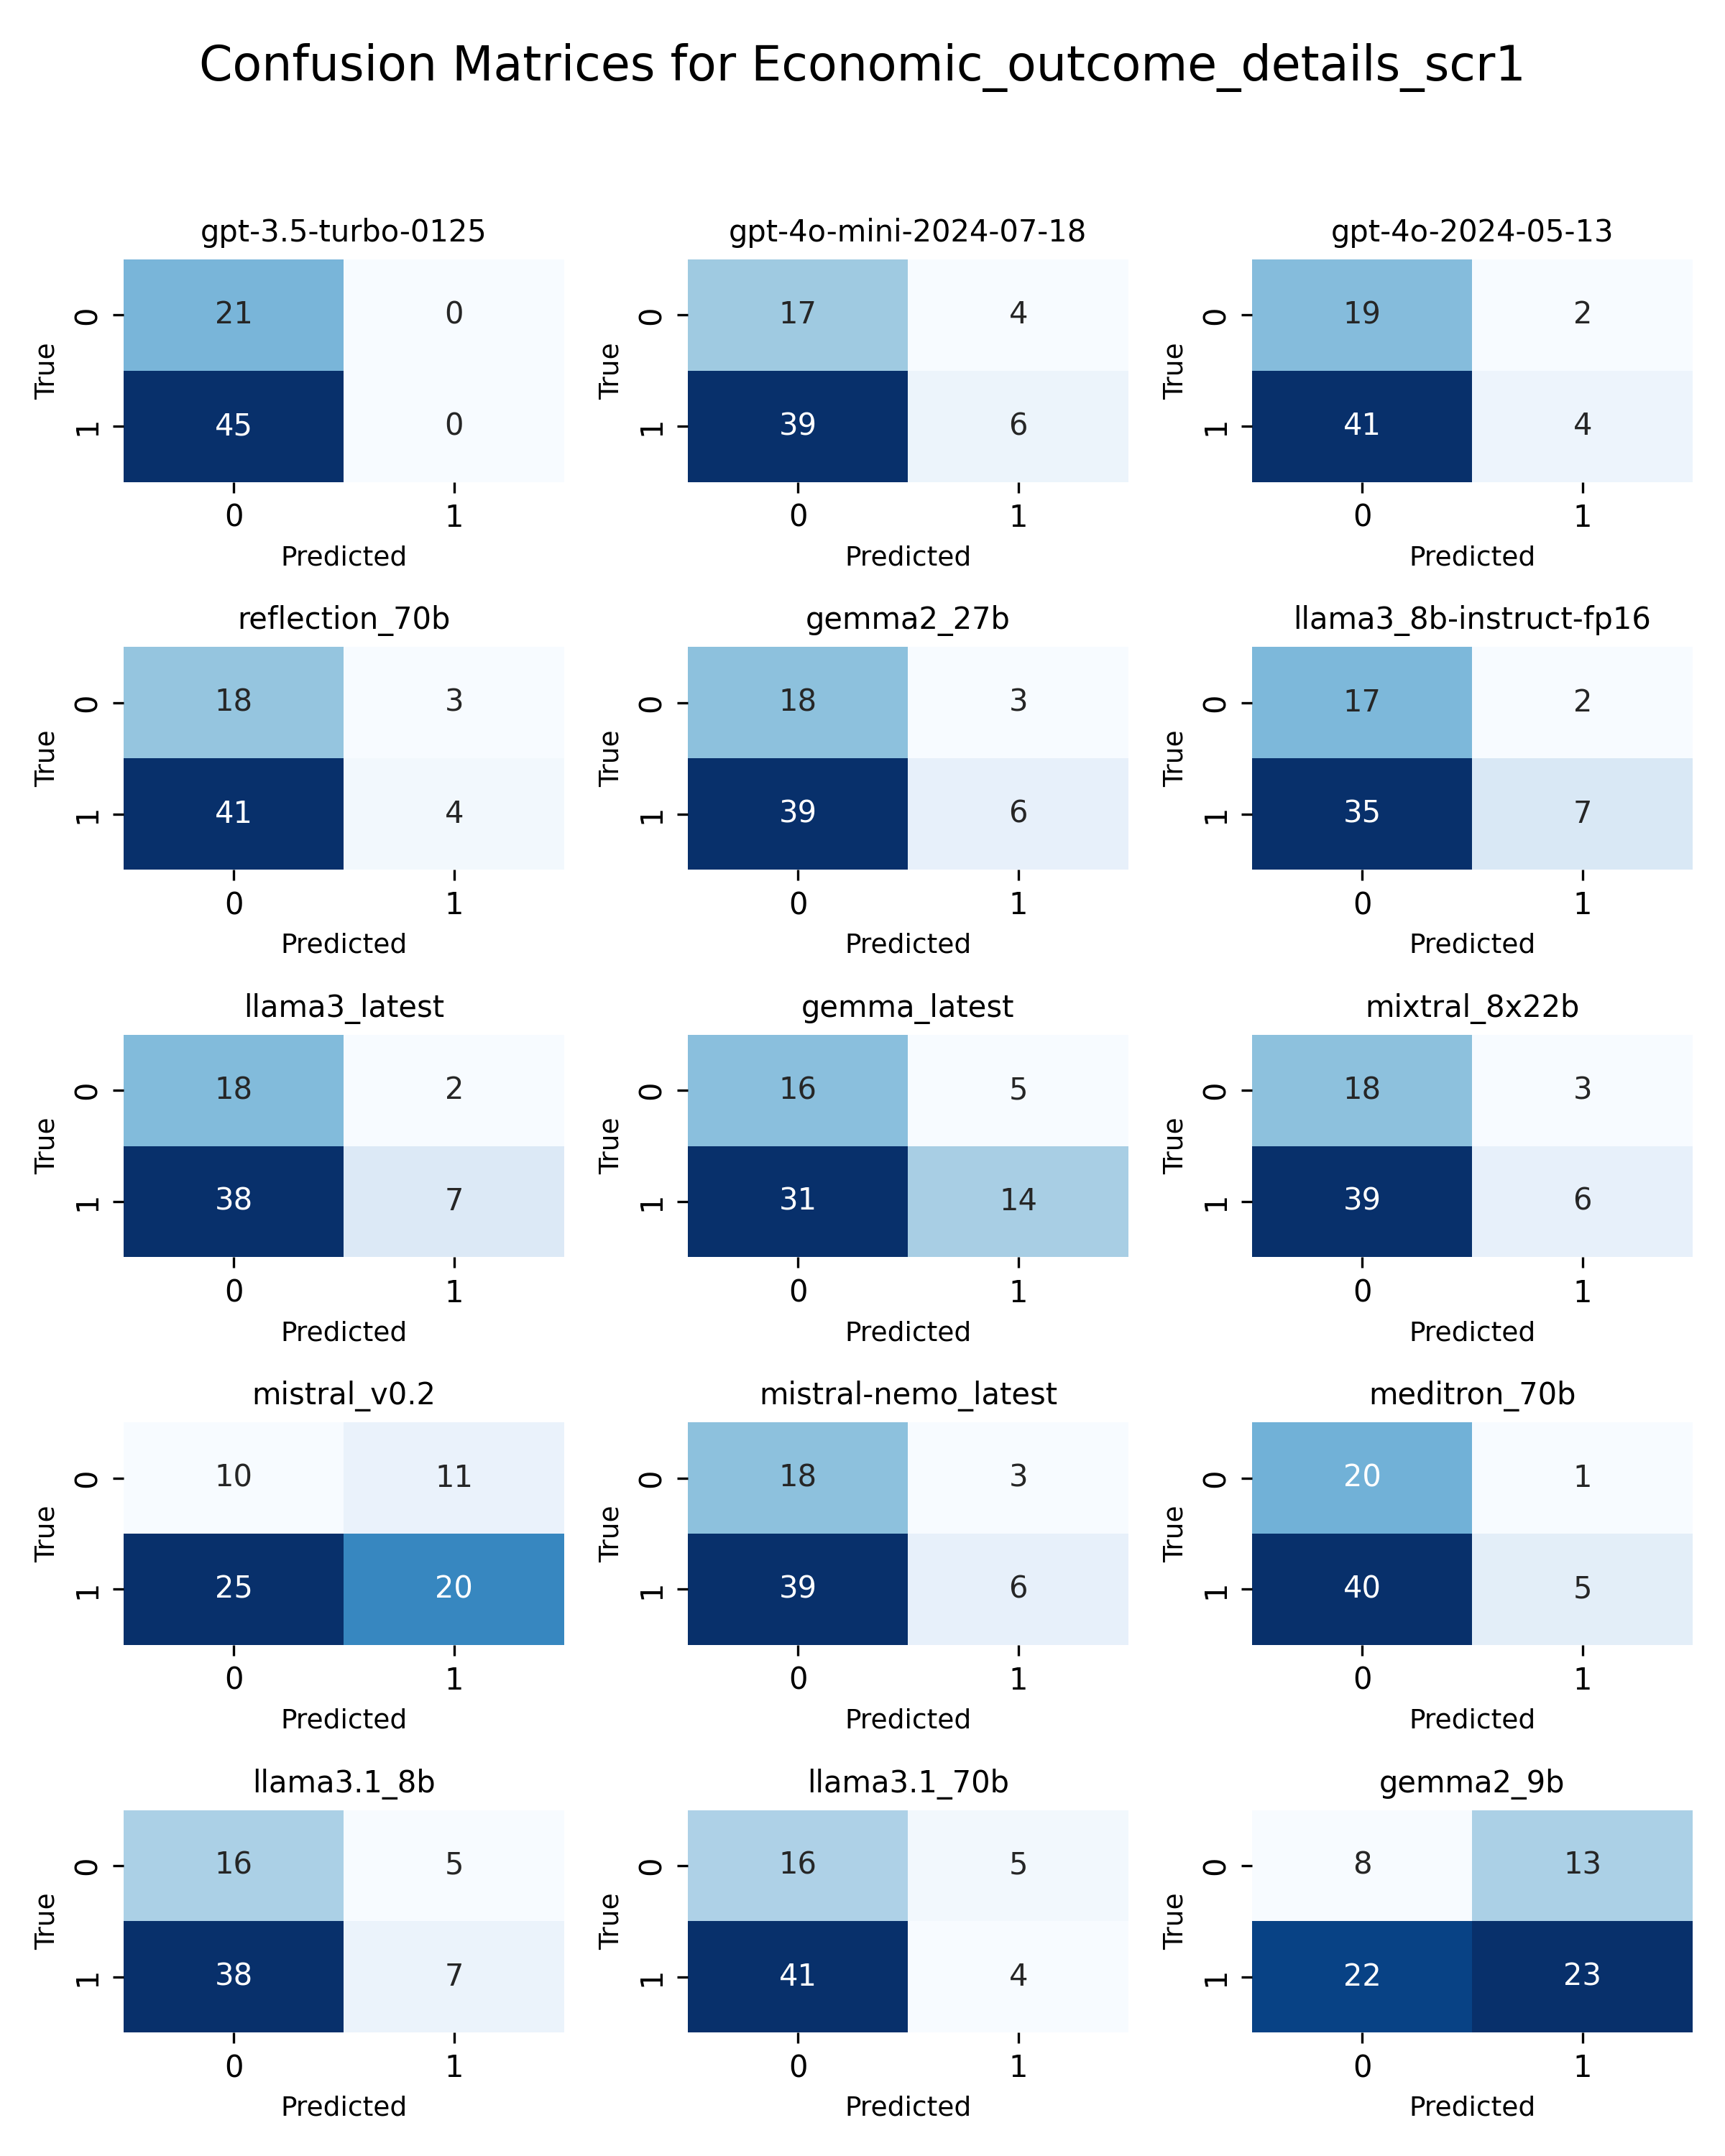 Confusion Matrices for Economic_outcome_details_scr1
gpt-3.5-turbo-0125
True
0
1
21
0
45
0
0
1
Predicted
gpt-4o-mini-2024-07-18
True
0
1
17
4
39
6
0
1
Predicted
gpt-4o-2024-05-13
True
0
1
19
2
41
4
0
1
Predicted
reflection_70b
True
0
1
18
3
41
4
0
1
Predicted
gemma2_27b
True
0
1
18
3
39
6
0
1
Predicted
llama3_8b-instruct-fp16
True
0
1
17
2
35
7
0
1
Predicted
llama3_latest
True
0
1
18
2
38
7
0
1
Predicted
gemma_latest
True
0
1
16
5
31
14
0
1
Predicted
mixtral_8x22b
True
0
1
18
3
39
6
0
1
Predicted
mistral_v0.2
True
0
1
10
11
25
20
0
1
Predicted
mistral-nemo_latest
True
0
1
18
3
39
6
0
1
Predicted
meditron_70b
True
0
1
20
1
40
5
0
1
Predicted
llama3.1_8b
True
0
1
16
5
38
7
0
1
Predicted
llama3.1_70b
True
0
1
16
5
41
4
0
1
Predicted
gemma2_9b
True
0
1
8
13
22
23
0
1
Predicted